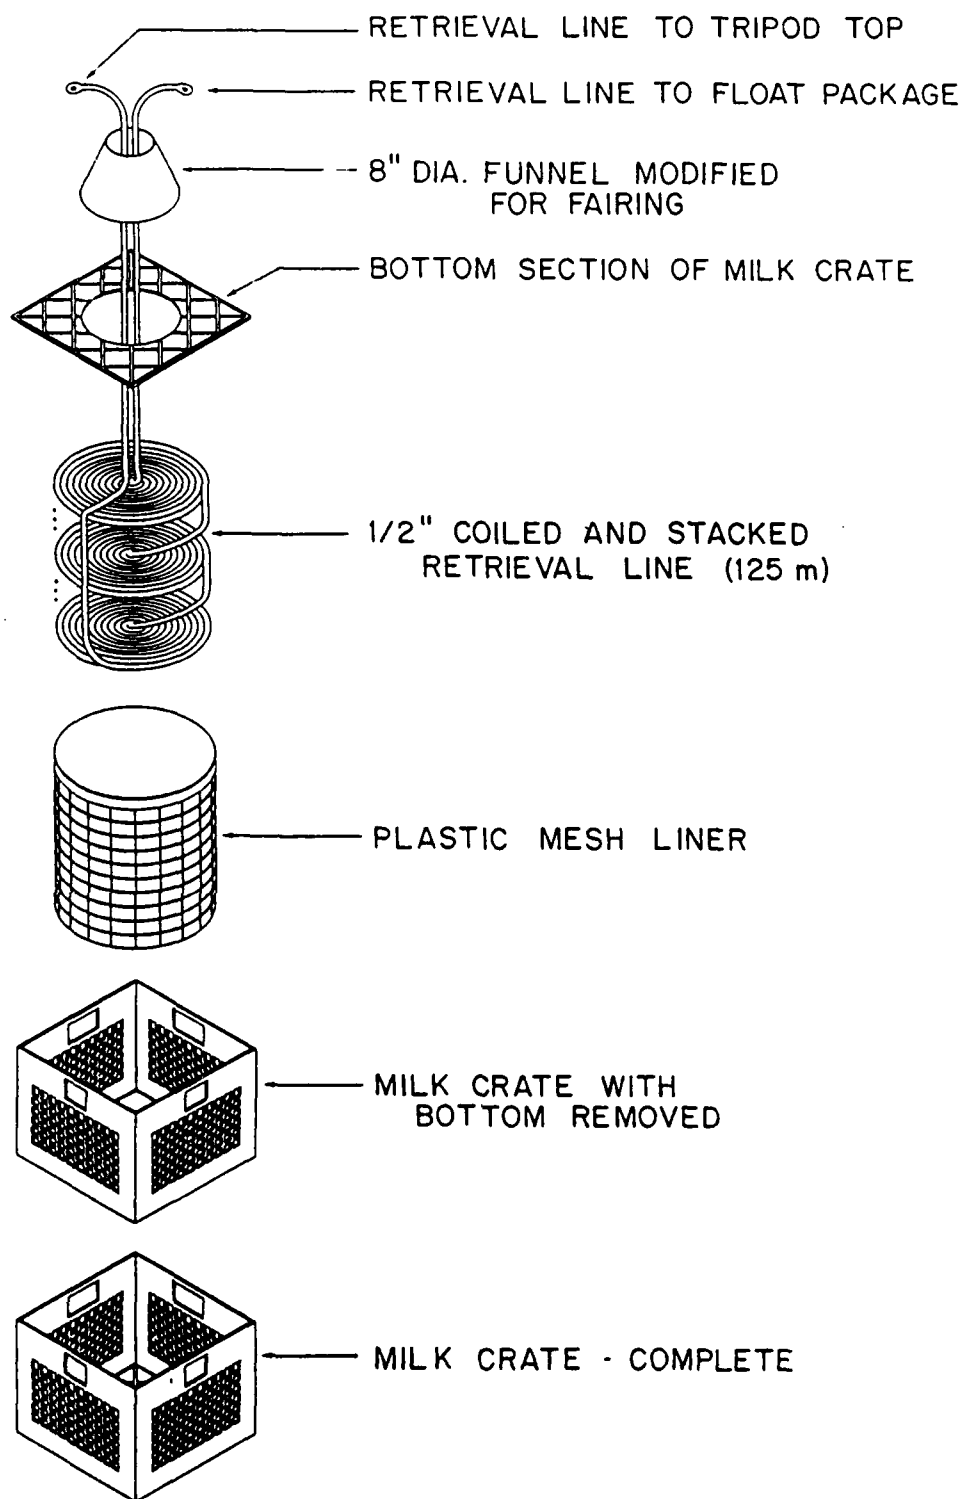 RETRIEVAL LINE TO TRIPOD TOP
RETRIEVAL LINE TO FLOAT PACKAGE
8" DIA. FUNNEL MODIFIED
FOR FAIRING
BOTTOM SECTION OF MILK CRATE
1/2" COILED AND STACKED
RETRIEVAL LINE (125 m)
PLASTIC MESH LINER
MILK CRATE WITH
BOTTOM REMOVED
MILK CRATE - COMPLETE